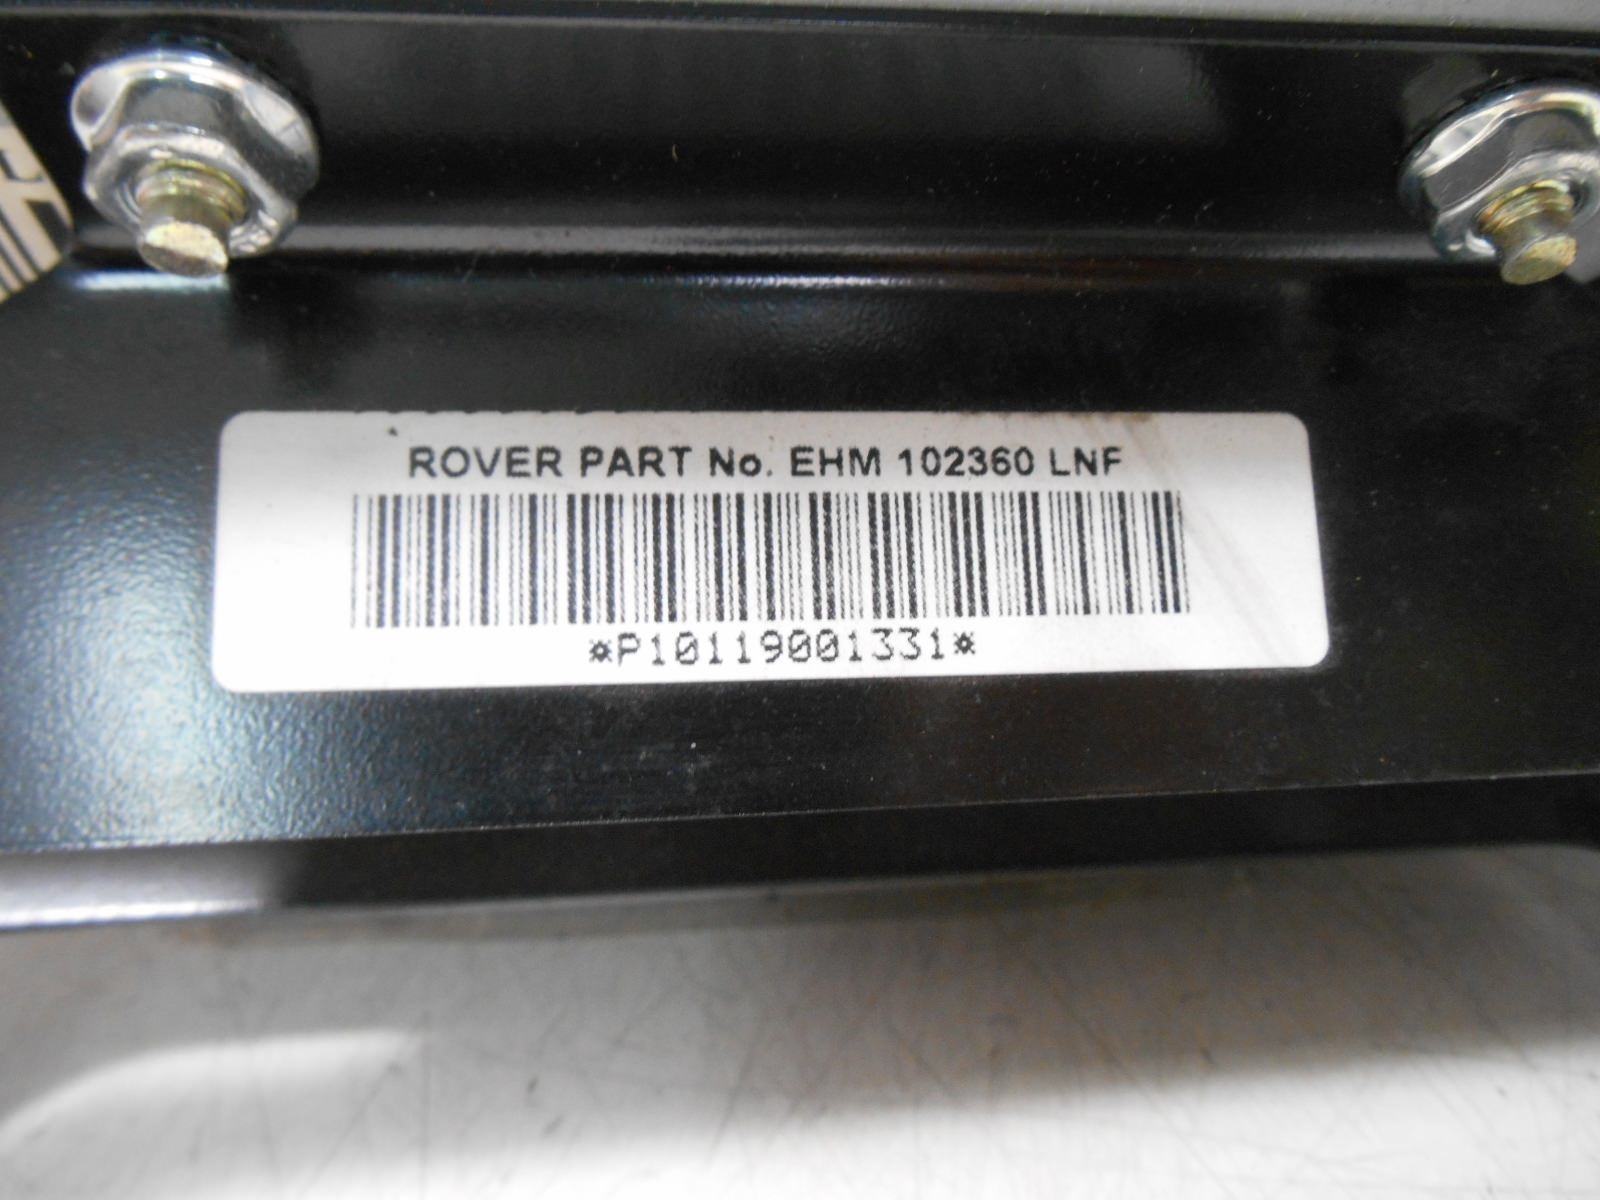 ROVER PART No. EHM 102360 LNF
*P10119001331*